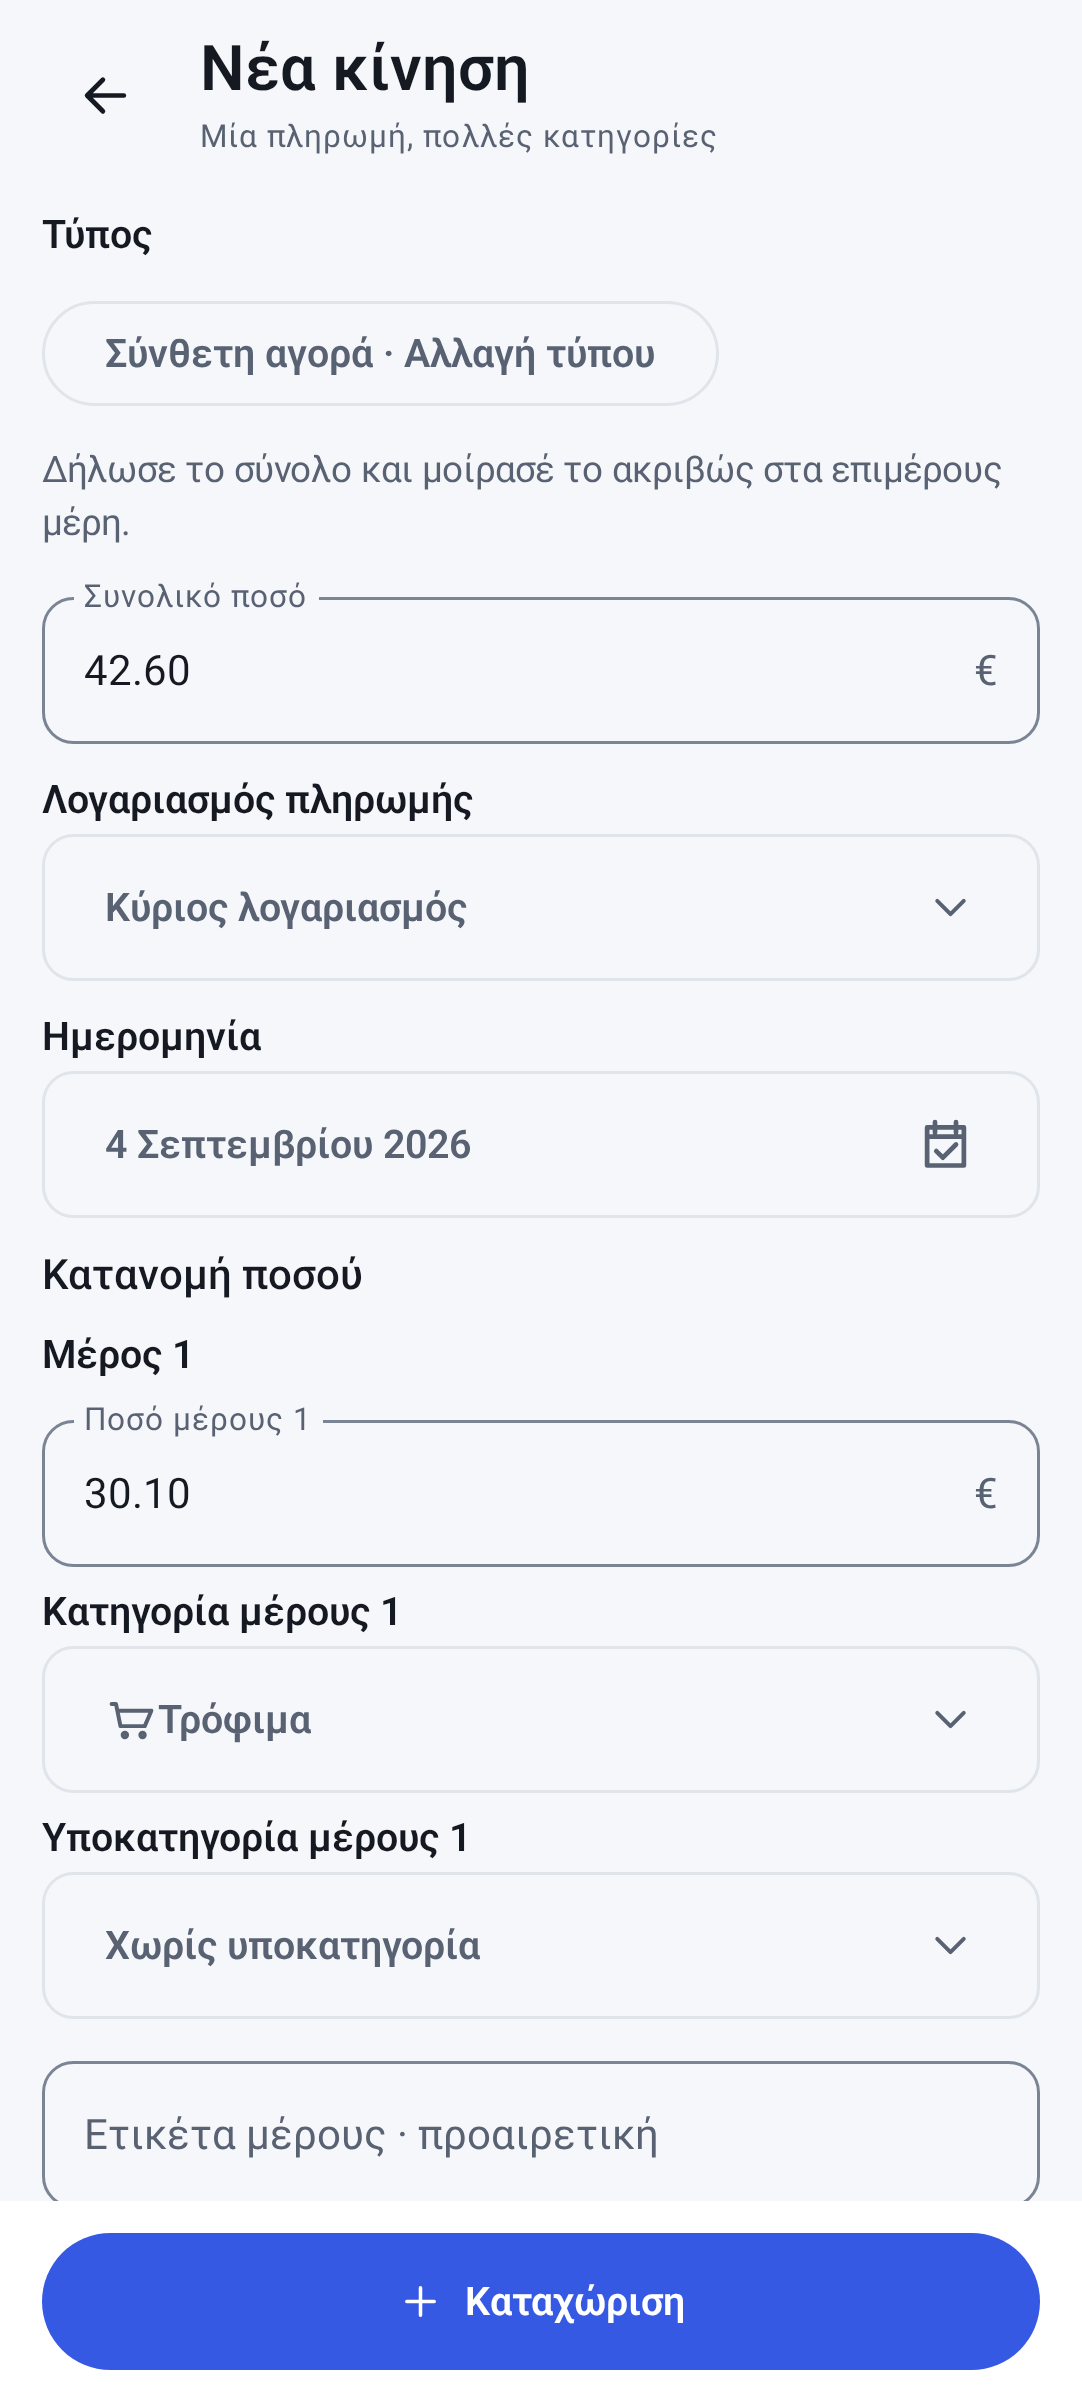 Νέα κίνηση
Μία πληρωμή, πολλές κατηγορίες
Τύπος
Σύνθετη αγορά · Αλλαγή τύπου
Δήλωσε το σύνολο και μοίρασέ το ακριβώς στα επιμέρους
μέρη.
Συνολικό ποσό
42.60 €
Λογαριασμός πληρωμής
Κύριος λογαριασμός
Ημερομηνία
4 Σεπτεμβρίου 2026
Κατανομή ποσού
Μέρος 1
Ποσό μέρους 1
30.10 €
Κατηγορία μέρους 1
Τρόφιμα
Υποκατηγορία μέρους 1
Χωρίς υποκατηγορία
Ετικέτα μέρους · προαιρετική
Καταχώριση